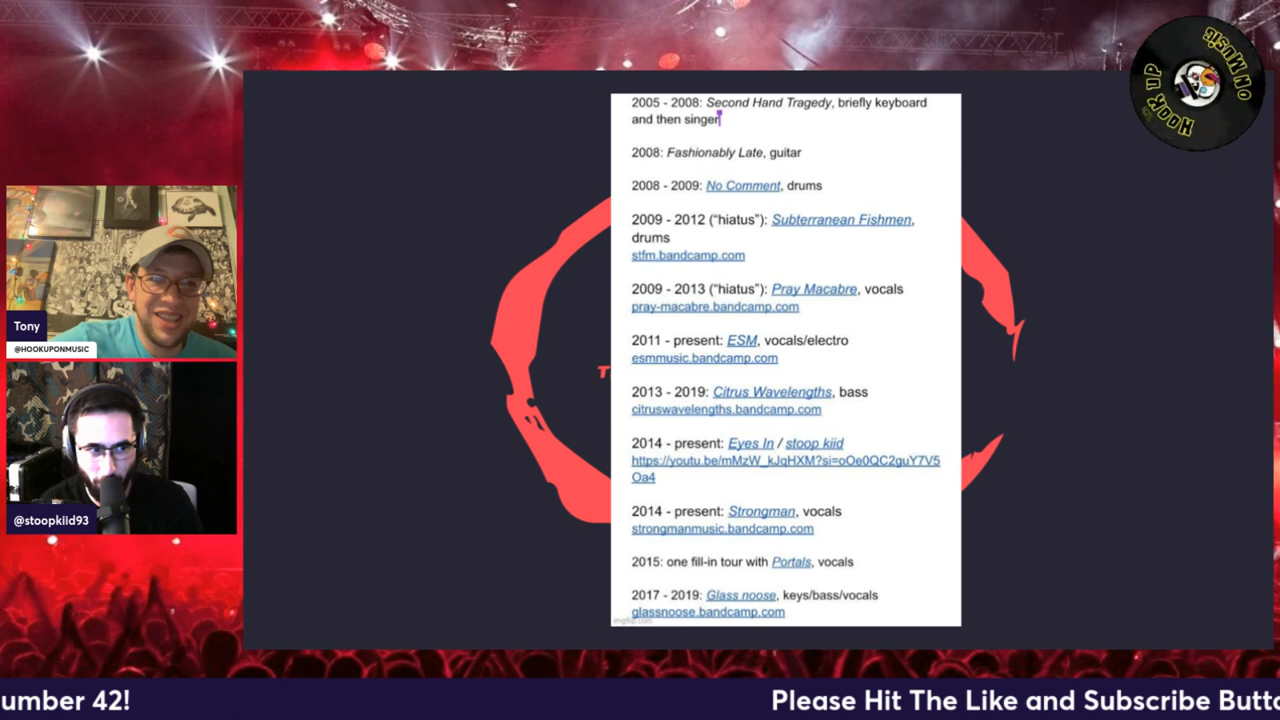 HOOK UP
ON MUSIC
2005 - 2008: Second Hand Tragedy, briefly keyboard
and then singer
2008: Fashionably Late, guitar
2008 - 2009: No Comment, drums
2009 - 2012 (“hiatus”): Subterranean Fishmen,
drums
stfm.bandcamp.com
2009 - 2013 (“hiatus”): Pray Macabre, vocals
pray-macabre.bandcamp.com
2011 - present: ESM, vocals/electro
esmmusic.bandcamp.com
2013 - 2019: Citrus Wavelengths, bass
citruswavelengths.bandcamp.com
2014 - present: Eyes In / stoop kiid
https://youtu.be/mMzW_kJqHXM?si=oOe0QC2guY7V5
Oa4
2014 - present: Strongman, vocals
strongmanmusic.bandcamp.com
2015: one fill-in tour with Portals, vocals
2017 - 2019: Glass noose, keys/bass/vocals
glassnoose.bandcamp.com
Tony
@HOOKUPONMUSIC
@stoopkiid93
umber 42!
Please Hit The Like and Subscribe Butto